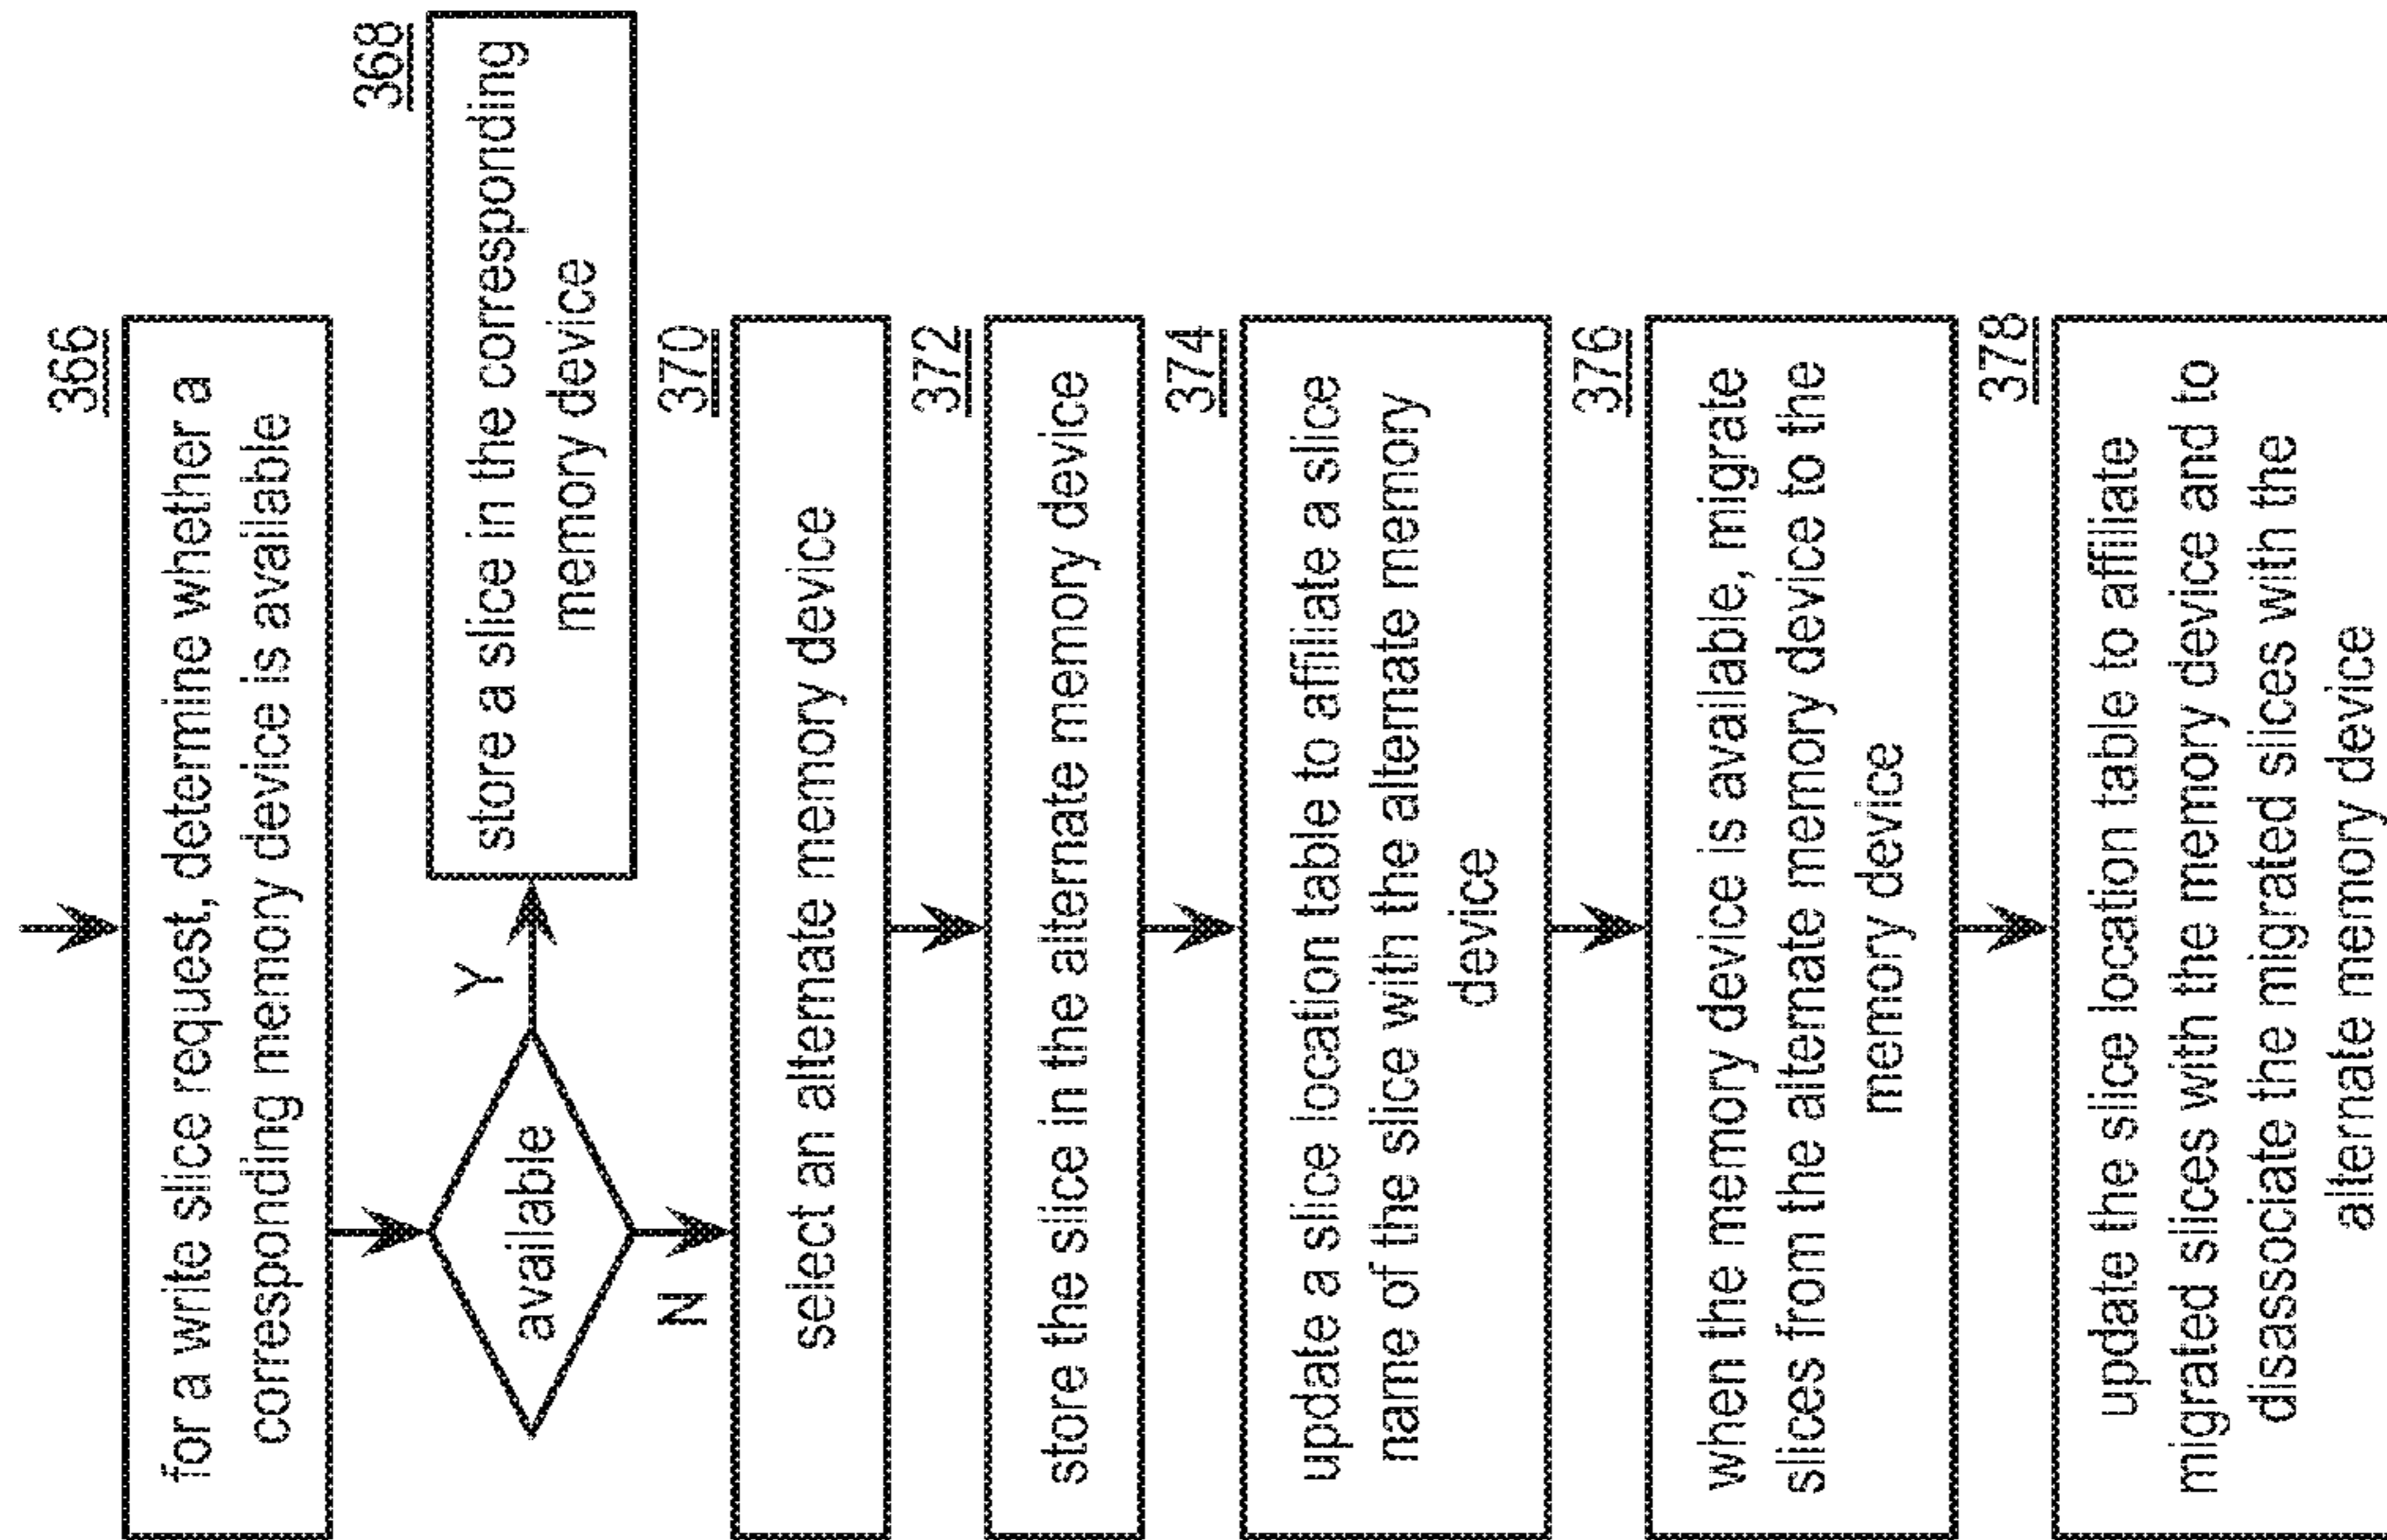 366
for a write slice request, determine whether a
corresponding memory device is available
available
Y
368
store a slice in the corresponding
memory device
N
370
select an alternate memory device
372
store the slice in the alternate memory device
374
update a slice location table to affiliate a slice
name of the slice with the alternate memory
device
376
when the memory device is available, migrate
slices from the alternate memory device to the
memory device
378
update the slice location table to affiliate
migrated slices with the memory device and to
disassociate the migrated slices with the
alternate memory device